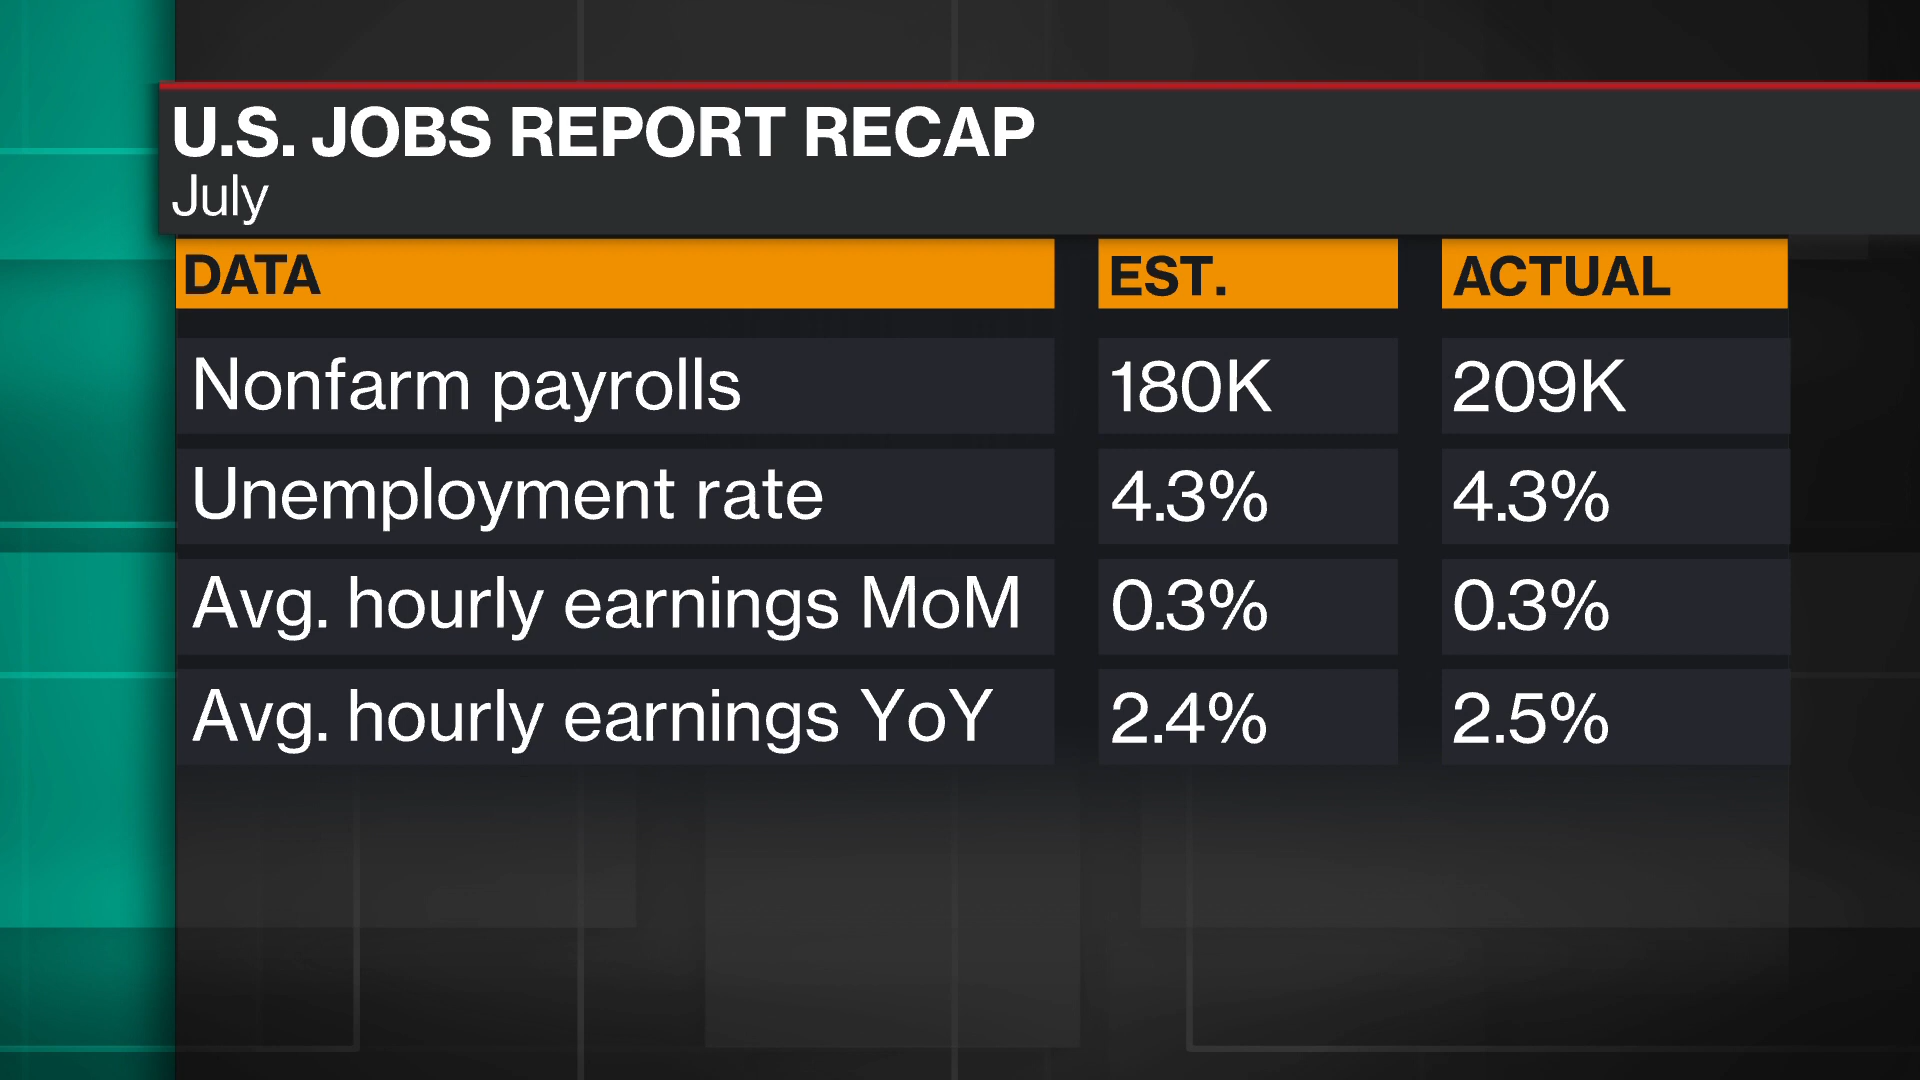 U.S. JOBS REPORT RECAP
July
DATA EST. ACTUAL
Nonfarm payrolls 180K 209K
Unemployment rate 4.3% 4.3%
Avg. hourly earnings MoM 0.3% 0.3%
Avg. hourly earnings YoY 2.4% 2.5%